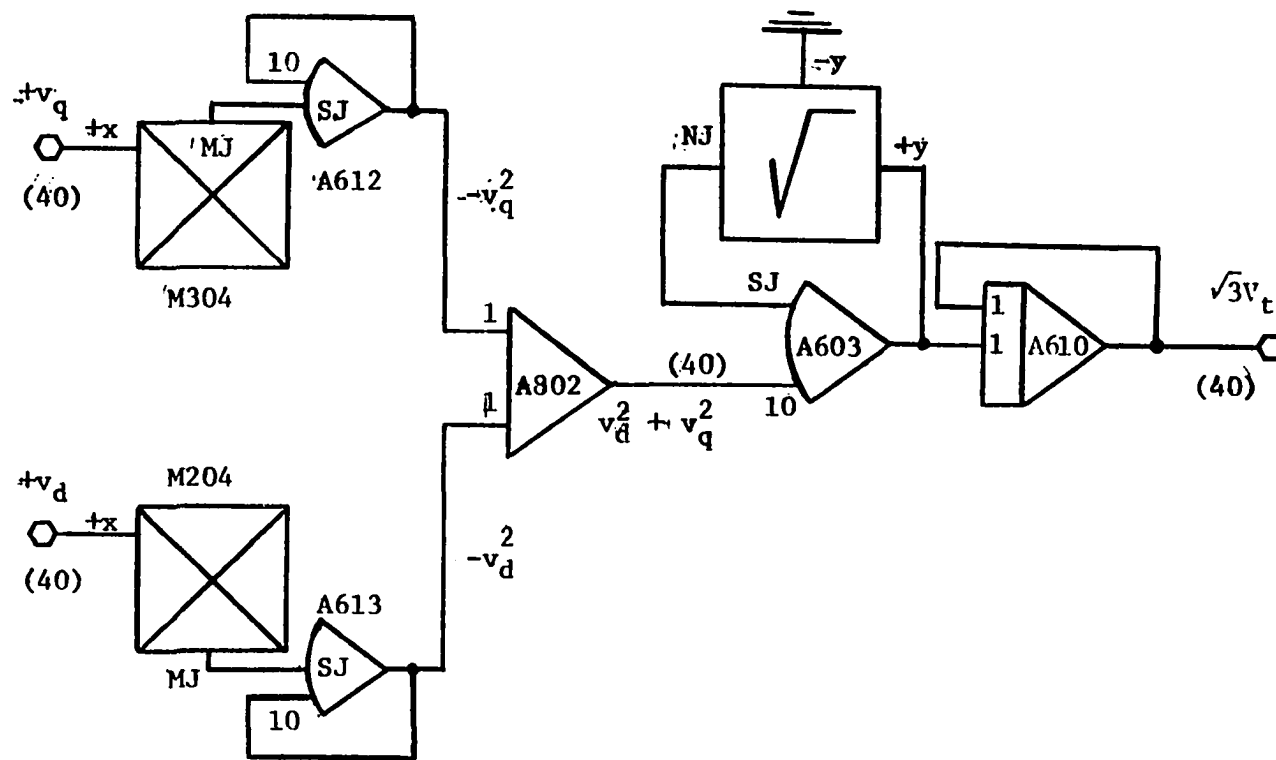 10
+v_q
+x
SJ
MJ
(40)
A612
M304
-v_q^2
-y
NJ
+y
√
SJ
1
A802
1
(40)
v_d^2 + v_q^2
10
A603
1
1
A610
√3V_t
(40)
M204
+v_d
+x
(40)
-v_d^2
A613
SJ
MJ
10